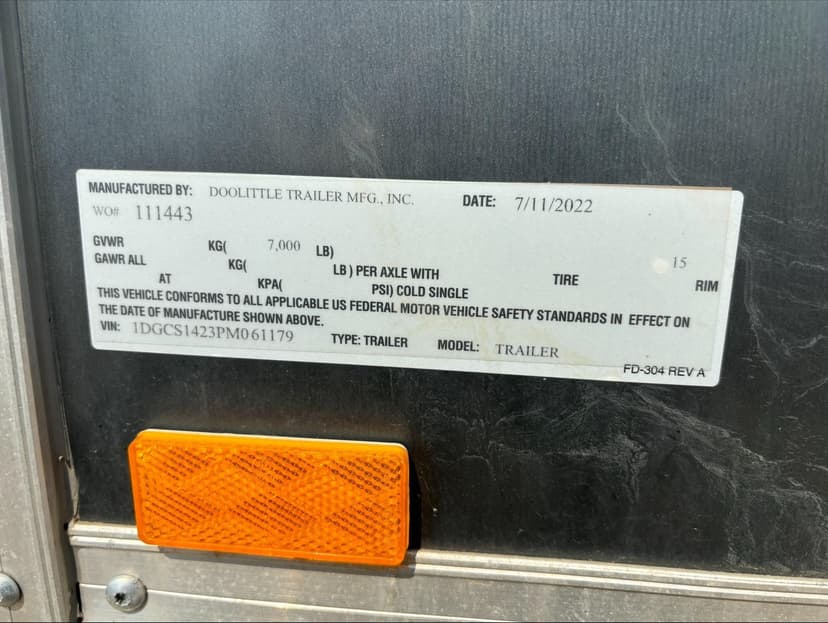 MANUFACTURED BY: DOOLITTLE TRAILER MFG., INC. DATE: 7/11/2022
WO# 111443
GVWR KG( 7,000 LB)
GAWR ALL KG( LB ) PER AXLE WITH TIRE 15 RIM
AT KPA( PSI) COLD SINGLE
THIS VEHICLE CONFORMS TO ALL APPLICABLE US FEDERAL MOTOR VEHICLE SAFETY STANDARDS IN EFFECT ON
THE DATE OF MANUFACTURE SHOWN ABOVE.
VIN: 1DGCS1423PM061179 TYPE: TRAILER MODEL: TRAILER
FD-304 REV A